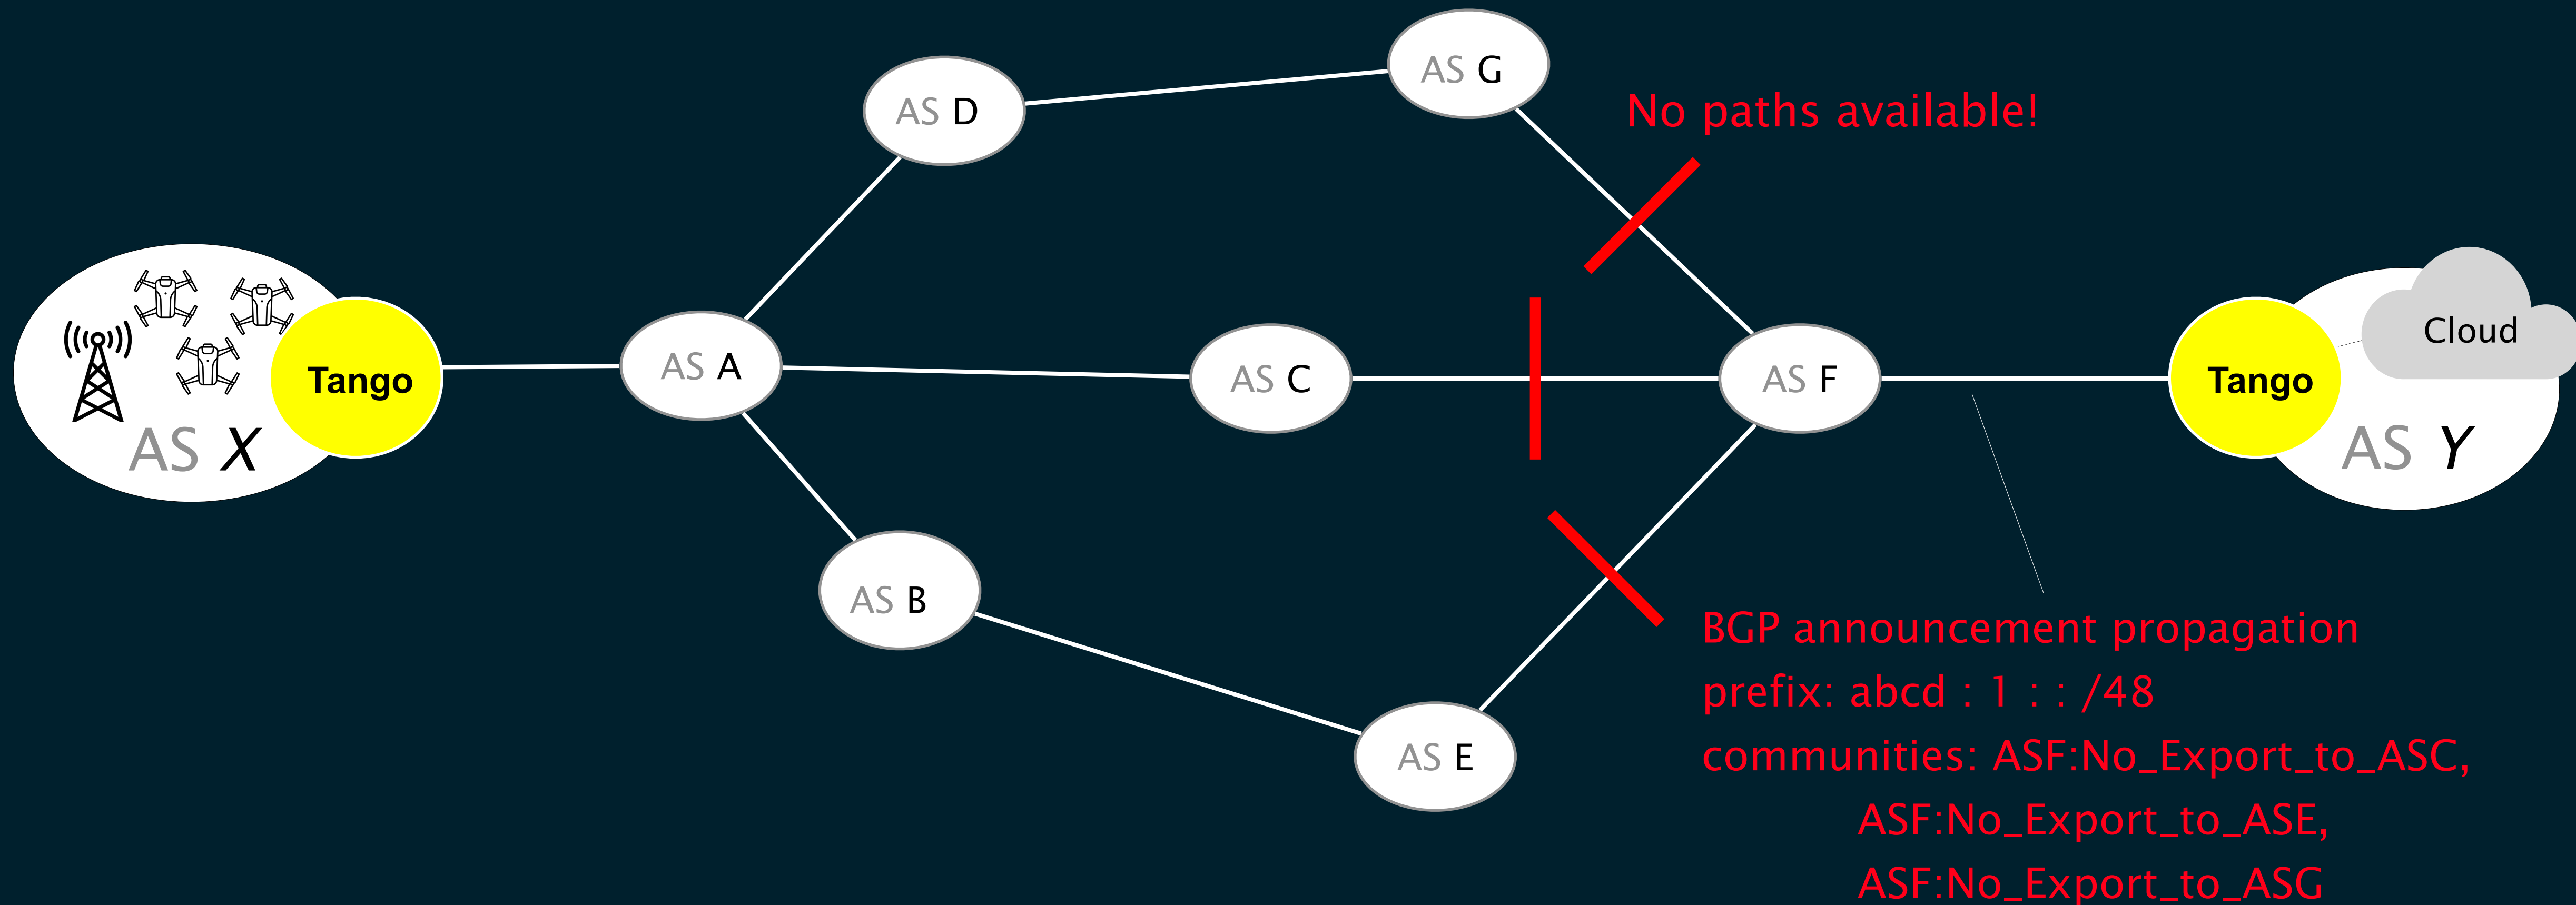 AS G
No paths available!
AS D
Cloud
AS A
AS C
AS F
Tango
Tango
AS X
AS Y
AS B
BGP announcement propagation
prefix: abcd : 1 : : /48
AS E
communities: ASF:No_Export_to_ASC,
ASF:No_Export_to_ASE,
ASF:No_Export_to_ASG